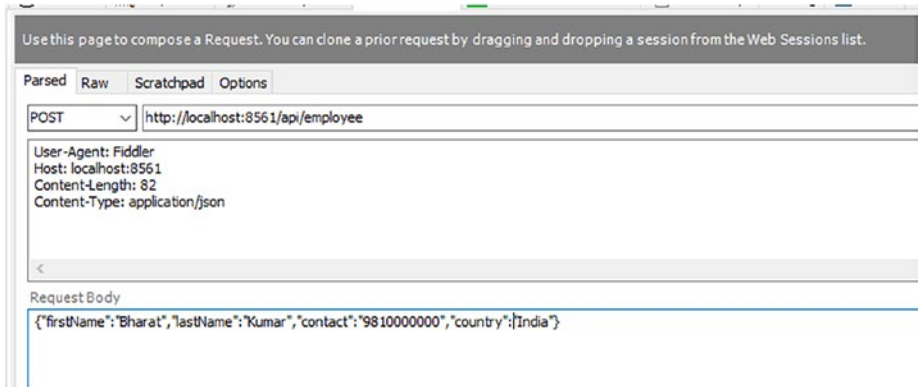 Use this page to compose a Request. You can clone a prior request by dragging and dropping a session from the Web Sessions list.
Parsed Raw Scratchpad Options
POST http://localhost:8561/api/employee
User-Agent: Fiddler
Host: localhost:8561
Content-Length: 82
Content-Type: application/json
Request Body
{"firstName":"Bharat","lastName":"Kumar","contact":"9810000000","country":"India"}